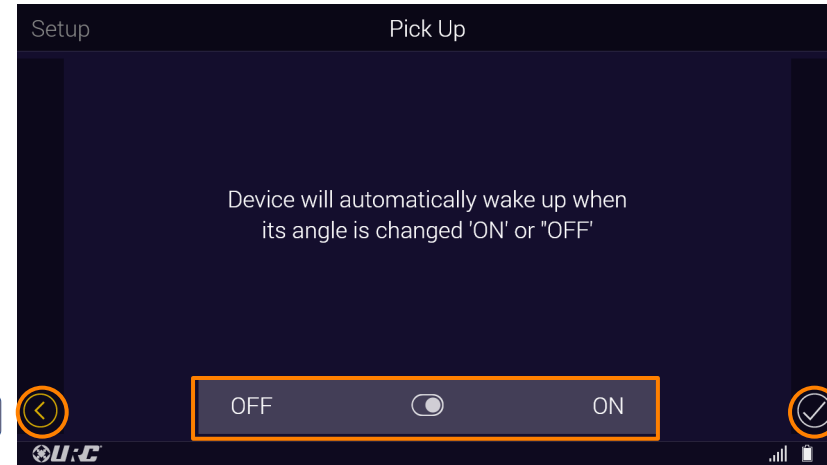 Setup
Pick Up
Device will automatically wake up when
its angle is changed 'ON' or "OFF'
OFF
ON
URC